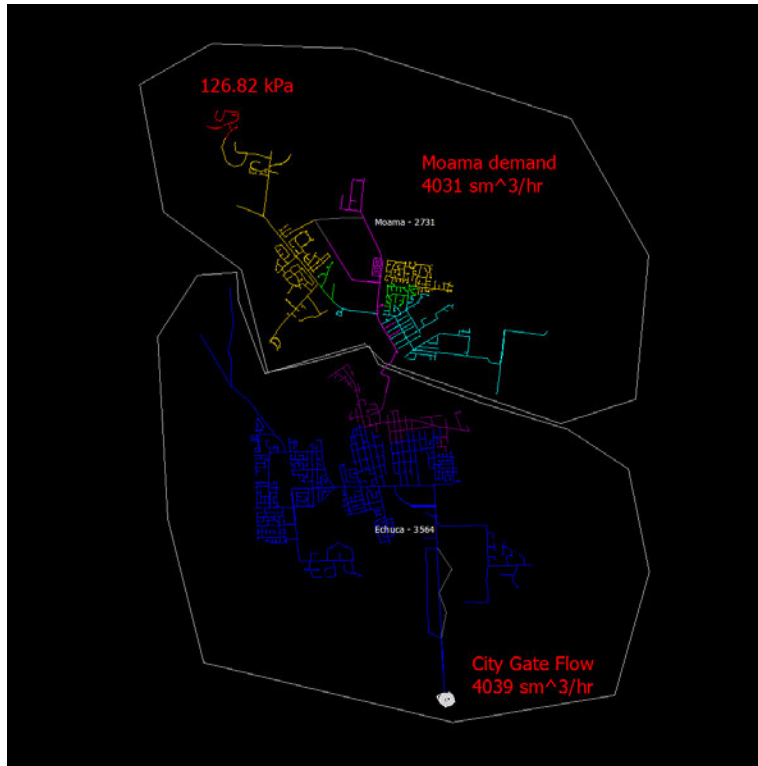 126.82 kPa
Moama demand
4031 sm^3/hr
Moama - 2731
Echuca - 3564
City Gate Flow
4039 sm^3/hr